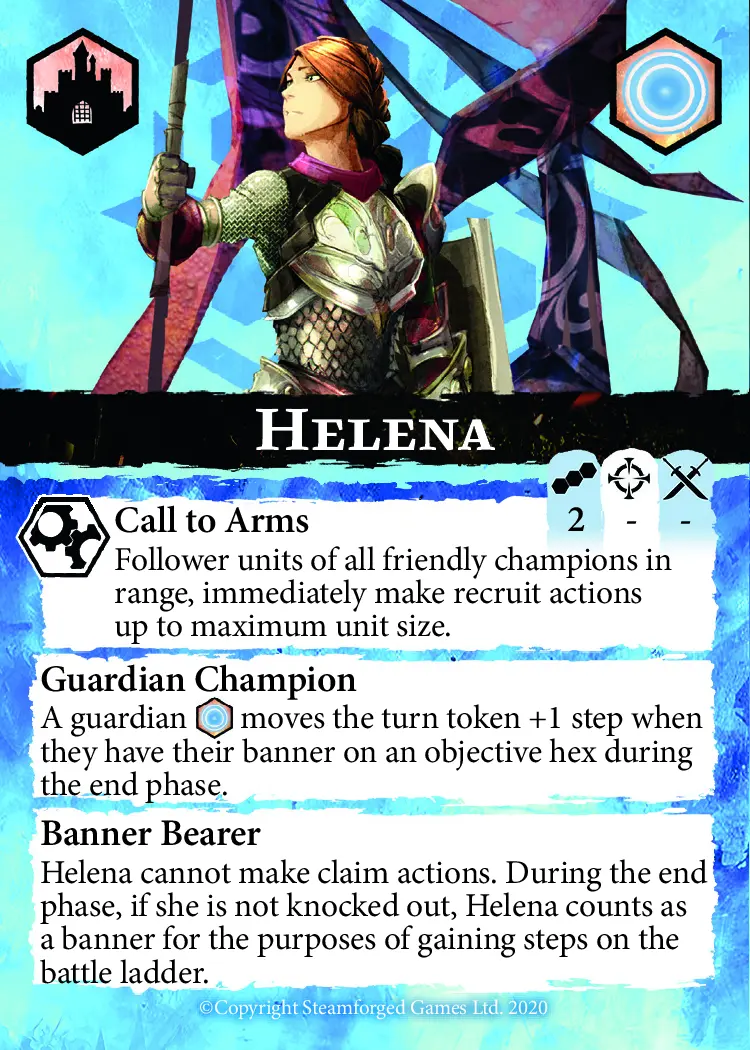 Helena
2 - -
Call to Arms
Follower units of all friendly champions in
range, immediately make recruit actions
up to maximum unit size.
Guardian Champion
A guardian moves the turn token +1 step when
they have their banner on an objective hex during
the end phase.
Banner Bearer
Helena cannot make claim actions. During the end
phase, if she is not knocked out, Helena counts as
a banner for the purposes of gaining steps on the
battle ladder.
©Copyright Steamforged Games Ltd. 2020